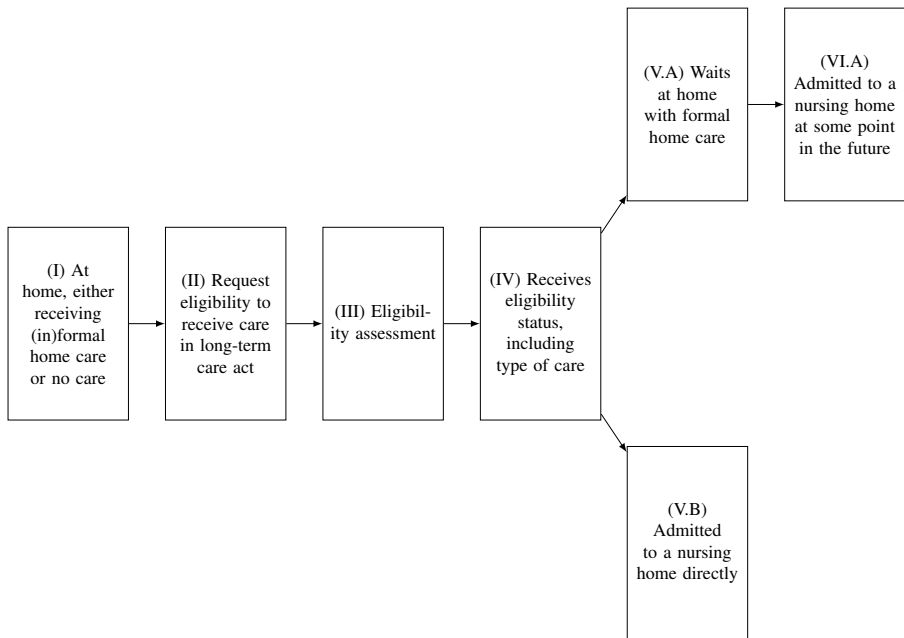 (I) At
home, either
receiving
(in)formal
home care
or no care
(II) Request
eligibility to
receive care
in long-term
care act
(III) Eligibil-
ity assessment
(IV) Receives
eligibility
status,
including
type of care
(V.A) Waits
at home
with formal
home care
(VI.A)
Admitted to a
nursing home
at some point
in the future
(V.B)
Admitted
to a nursing
home directly